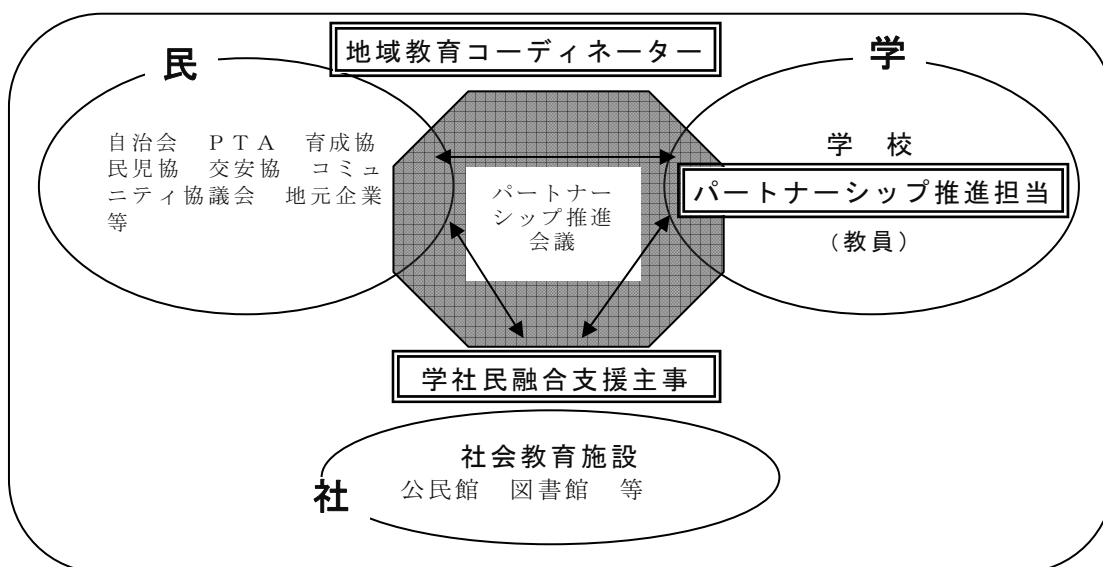 地域教育コーディネーター
民
学
自治会　ＰＴＡ　育成協
民児協　交安協　コミュ
ニティ協議会　地元企業
等
学　校
パートナーシップ推進担当
（教員）
パートナー
シップ推進
会議
学社民融合支援主事
社会教育施設
公民館　図書館　等
社